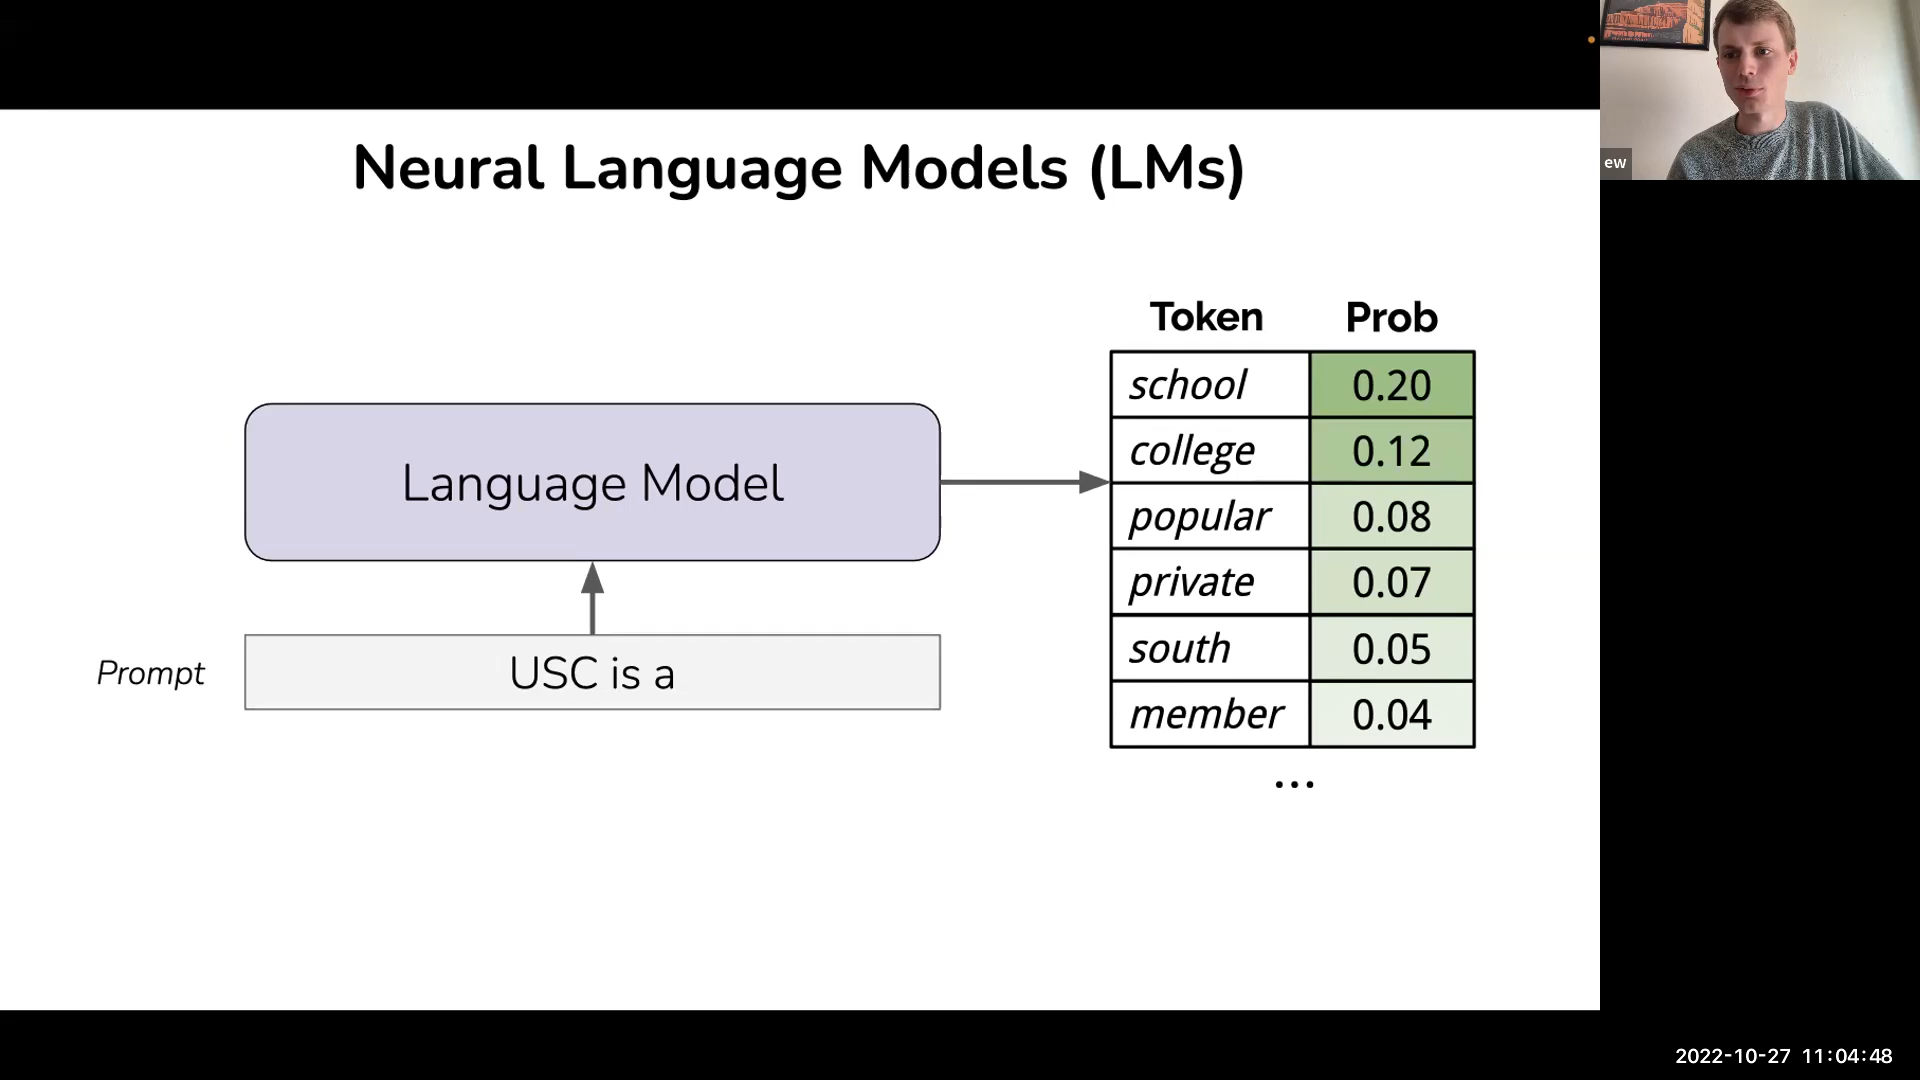 Neural Language Models (LMs)
Token Prob
school 0.20
college 0.12
popular 0.08
private 0.07
south 0.05
member 0.04
...
Language Model
Prompt USC is a
ew
2022-10-27 11:04:48